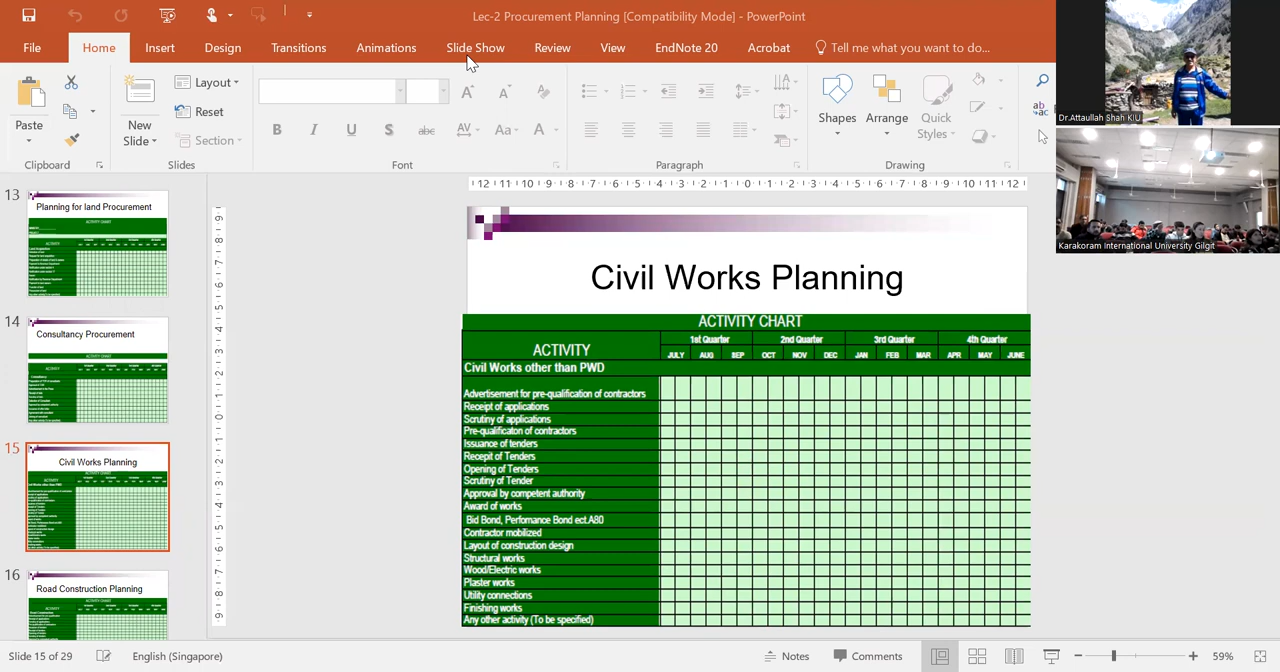 Lec-2 Procurement Planning [Compatibility Mode] - PowerPoint
File Home Insert Design Transitions Animations Slide Show Review View EndNote 20 Acrobat Tell me what you want to do...
Paste
New Slide
Layout
Reset
Section
Shapes
Arrange
Quick Styles
Clipboard Slides Font Paragraph Drawing
Dr.Attaullah Shah KIU
Karakoram International University Gilgit
13
Planning for land Procurement
14
Consultancy Procurement
15
Civil Works Planning
16
Road Construction Planning
Civil Works Planning
ACTIVITY CHART
ACTIVITY
1st Quarter 2nd Quarter 3rd Quarter 4th Quarter
JULY AUG SEP OCT NOV DEC JAN FEB MAR APR MAY JUNE
Civil Works other than PWD
Advertisement for pre-qualification of contractors
Receipt of applications
Scrutiny of applications
Pre-qualificaton of contractors
Issuance of tenders
Recepit of Tenders
Opening of Tenders
Scrutiny of Tender
Approval by competent authority
Award of works
Bid Bond, Perfomance Bond ect.A80
Contractor mobilized
Layout of construction design
Structural works
Wood/Electric works
Plaster works
Utility connections
Finishing works
Any other activity (To be specified)
Slide 15 of 29 English (Singapore) Notes Comments 59%